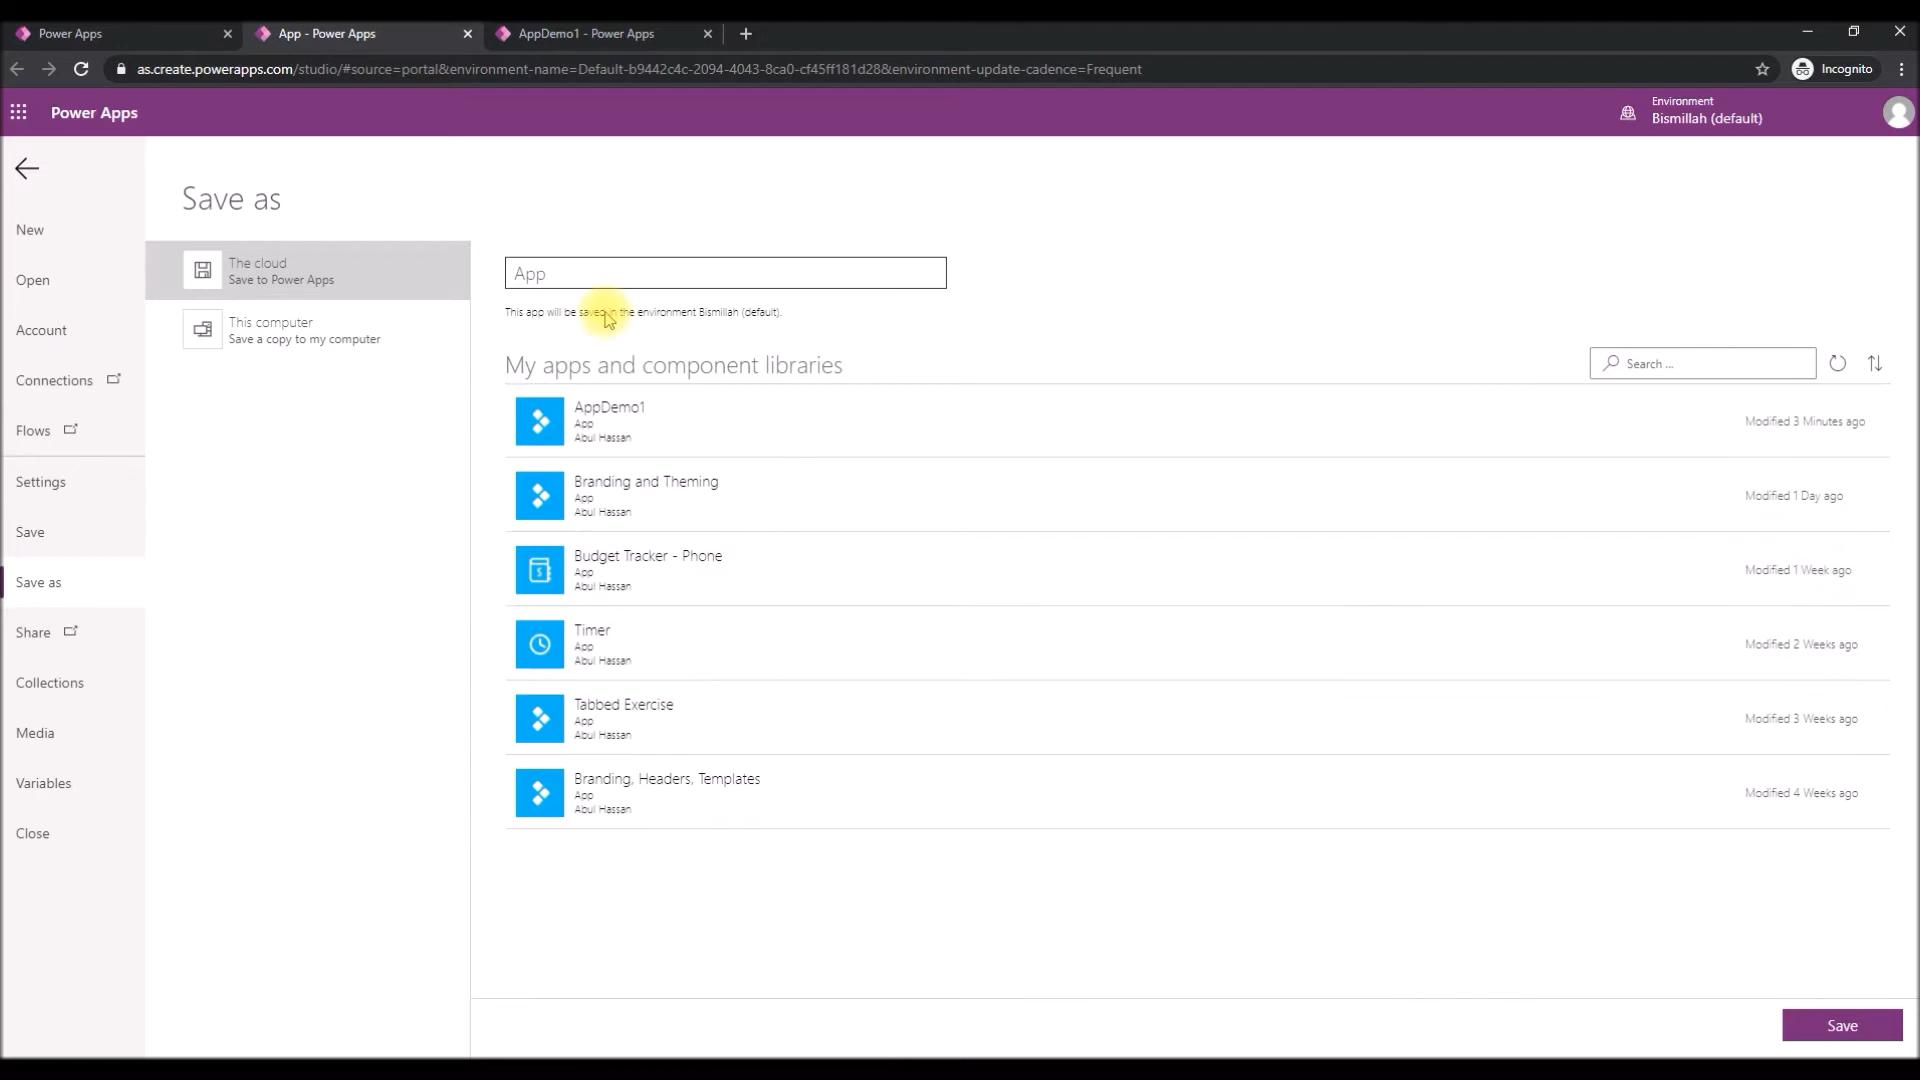 Power Apps
App - Power Apps
AppDemo1 - Power Apps
as.create.powerapps.com/studio/#source=portal&environment-name=Default-b9442c4c-2094-4043-8ca0-cf45ff181d28&environment-update-cadence=Frequent
Incognito
Power Apps
Environment
Bismillah (default)
New
Open
Account
Connections
Flows
Settings
Save
Save as
Share
Collections
Media
Variables
Close
Save as
The cloud
Save to Power Apps
This computer
Save a copy to my computer
App
This app will be saved in the environment Bismillah (default).
My apps and component libraries
Search ...
AppDemo1
App
Abul Hassan
Modified 3 Minutes ago
Branding and Theming
App
Abul Hassan
Modified 1 Day ago
Budget Tracker - Phone
App
Abul Hassan
Modified 1 Week ago
Timer
App
Abul Hassan
Modified 2 Weeks ago
Tabbed Exercise
App
Abul Hassan
Modified 3 Weeks ago
Branding, Headers, Templates
App
Abul Hassan
Modified 4 Weeks ago
Save